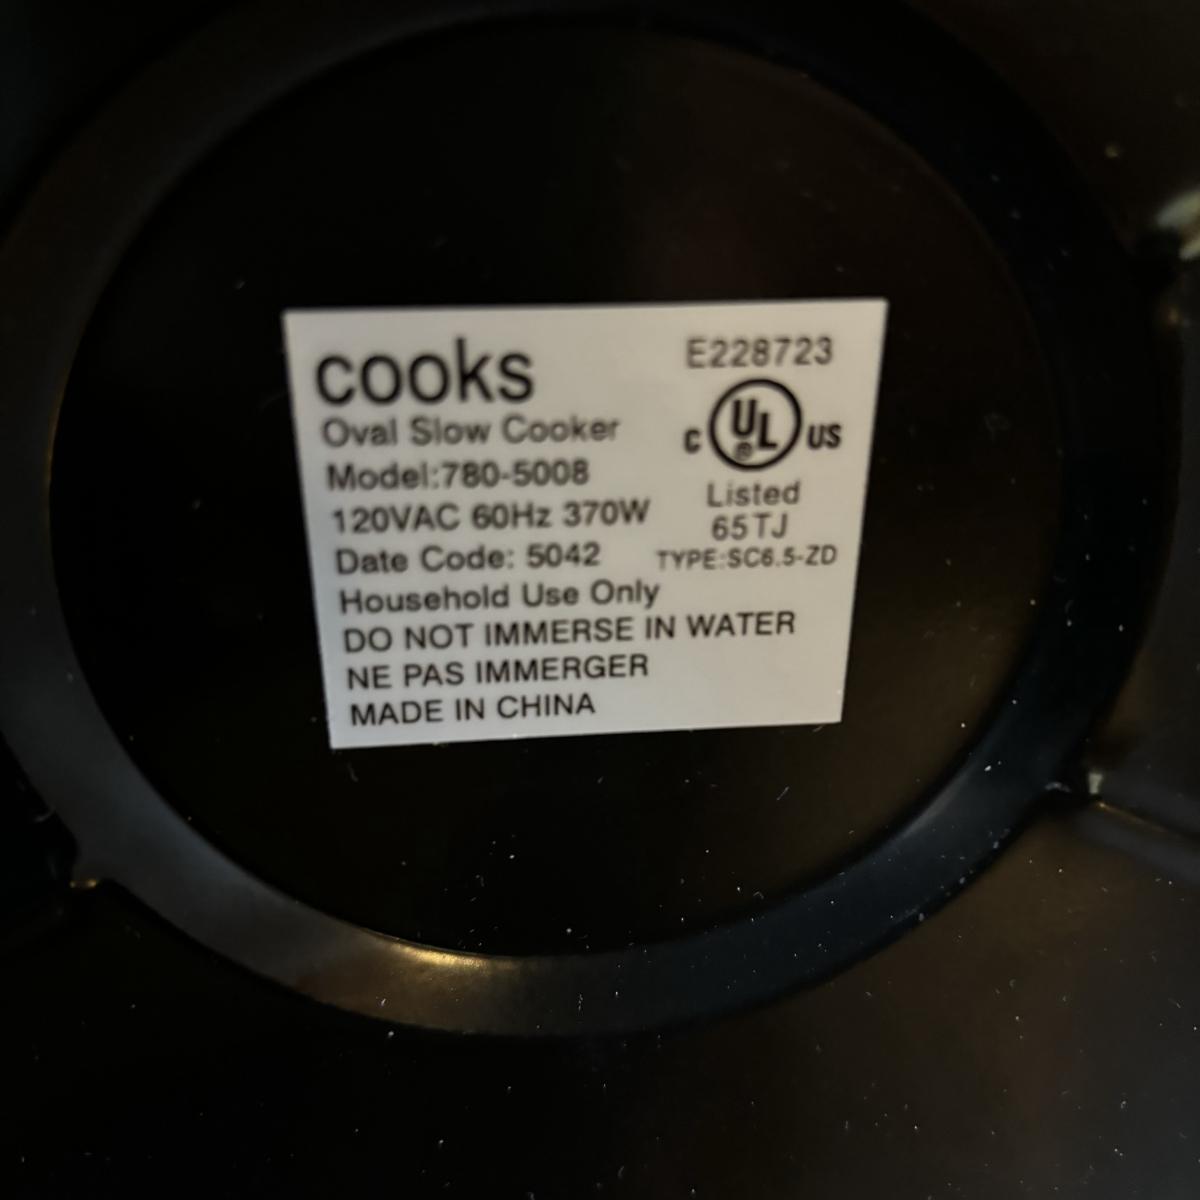 cooks
Oval Slow Cooker
Model:780-5008
120VAC 60Hz 370W
Date Code: 5042
Household Use Only
DO NOT IMMERSE IN WATER
NE PAS IMMERGER
MADE IN CHINA
E228723
C UL US
Listed
65TJ
TYPE:SC6.5-ZD